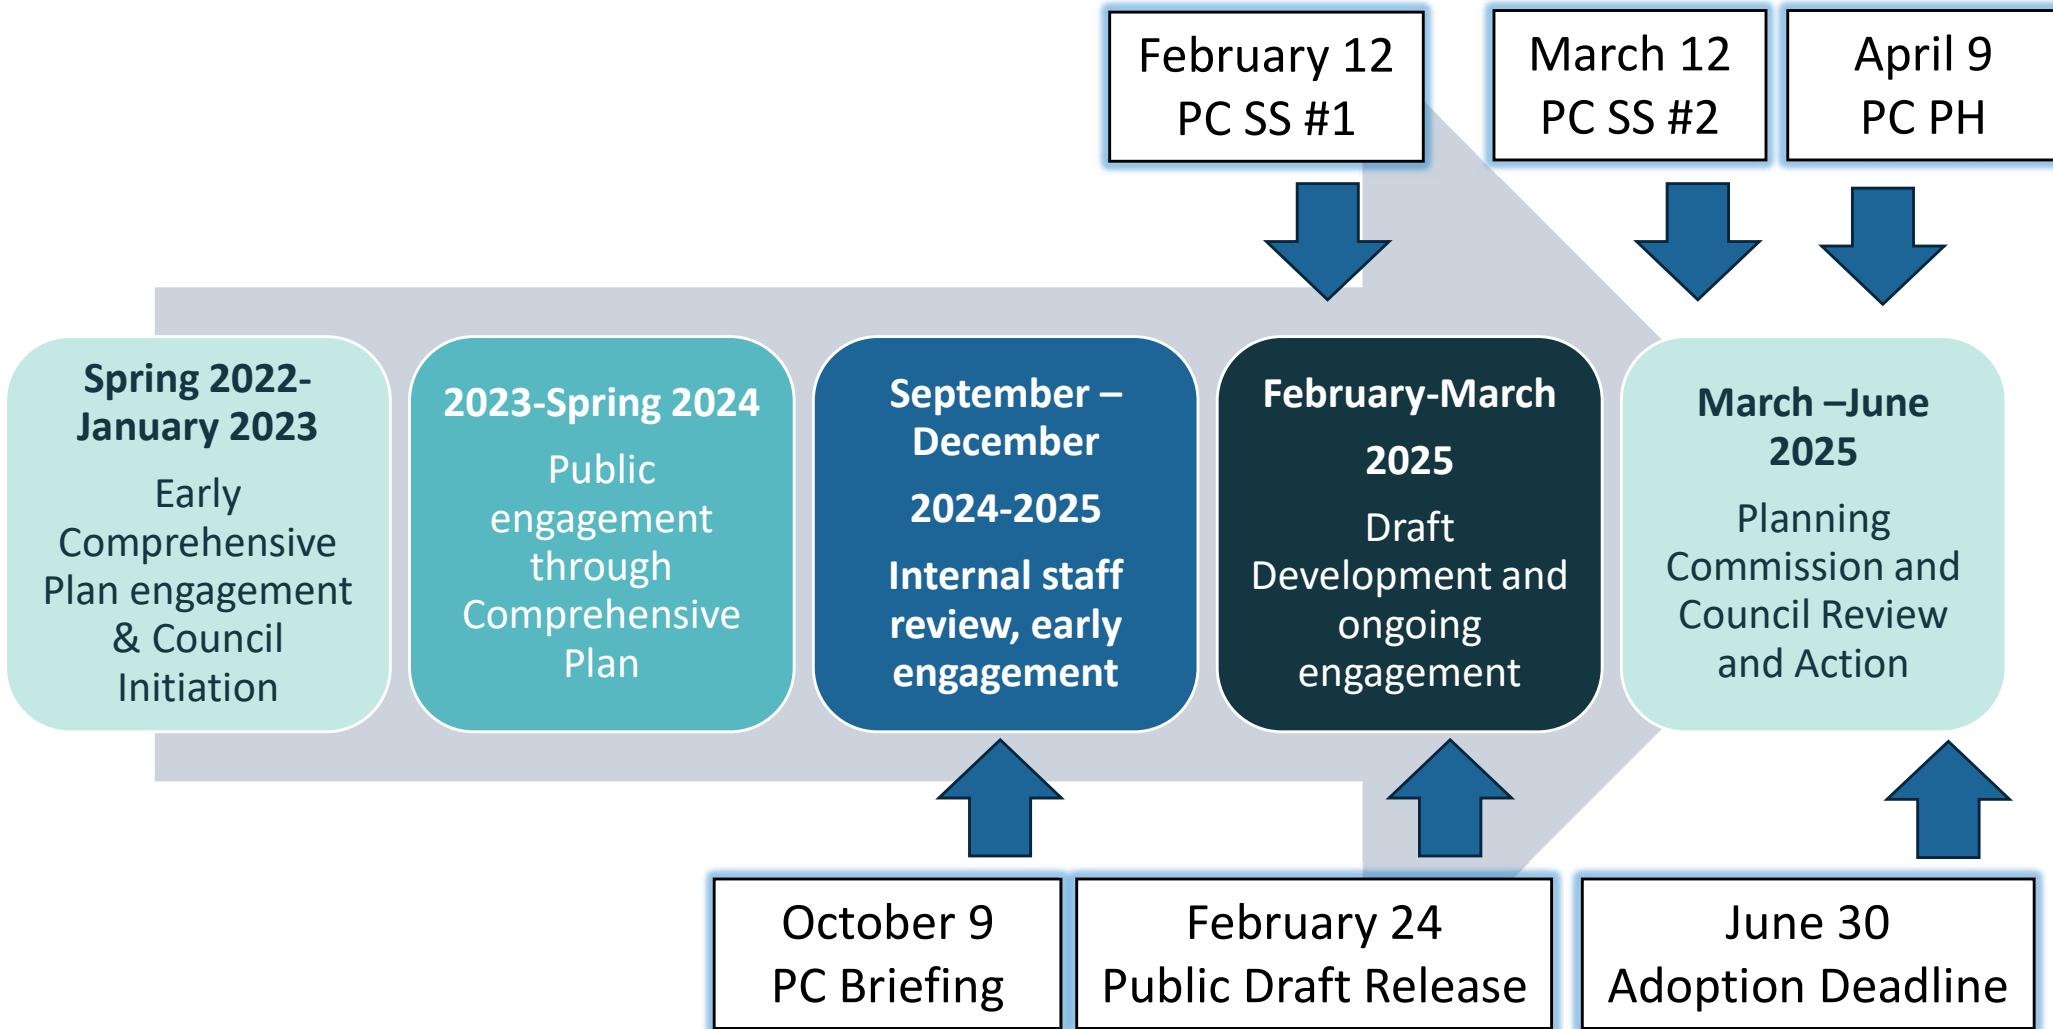 February 12
PC SS #1
March 12
PC SS #2
April 9
PC PH
Spring 2022-
January 2023
Early
Comprehensive
Plan engagement
& Council
Initiation
2023-Spring 2024
Public
engagement
through
Comprehensive
Plan
September –
December
2024-2025
Internal staff
review, early
engagement
February-March
2025
Draft
Development and
ongoing
engagement
March –June
2025
Planning
Commission and
Council Review
and Action
October 9
PC Briefing
February 24
Public Draft Release
June 30
Adoption Deadline